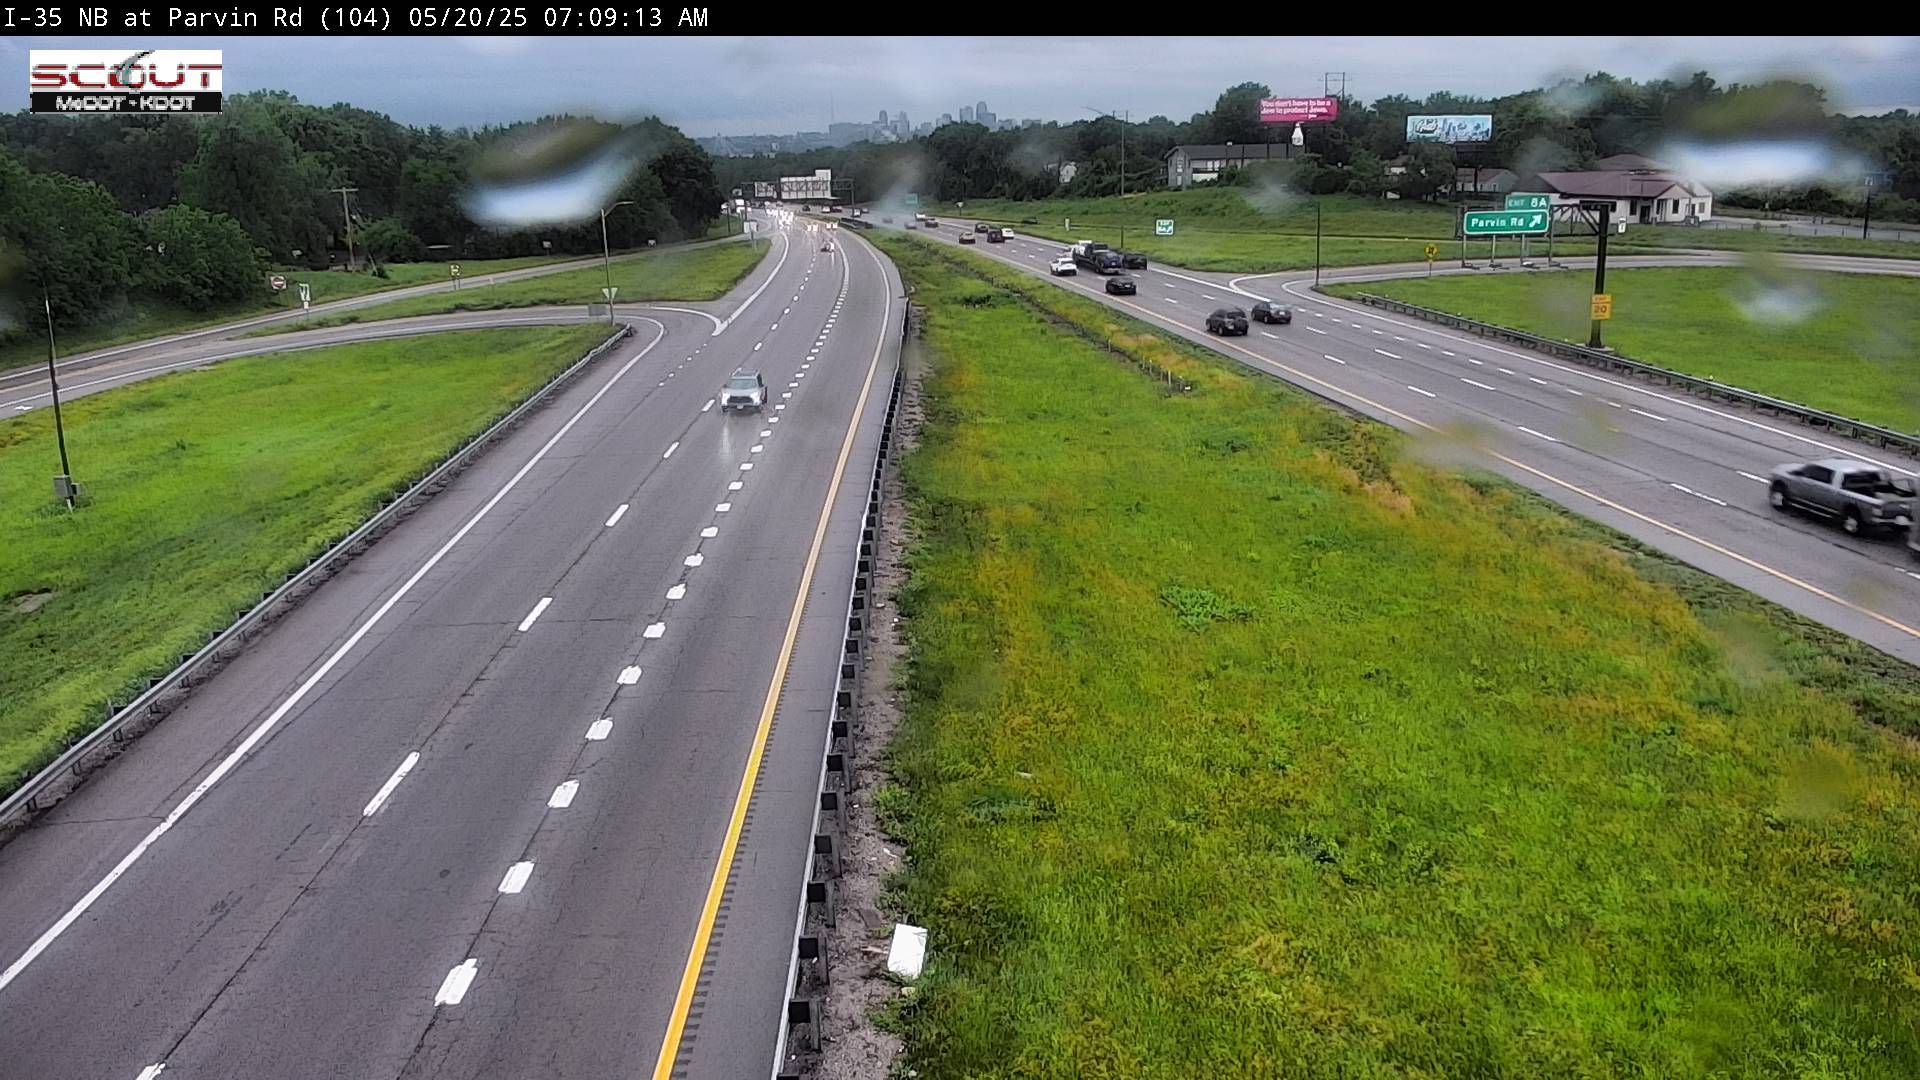 I-35 NB at Parvin Rd (104) 05/20/25 07:09:13 AM
SCOUT
MoDOT - KDOT
You don't have to be a
Jew to protect Jews.
EXIT 8A
Parvin Rd
20